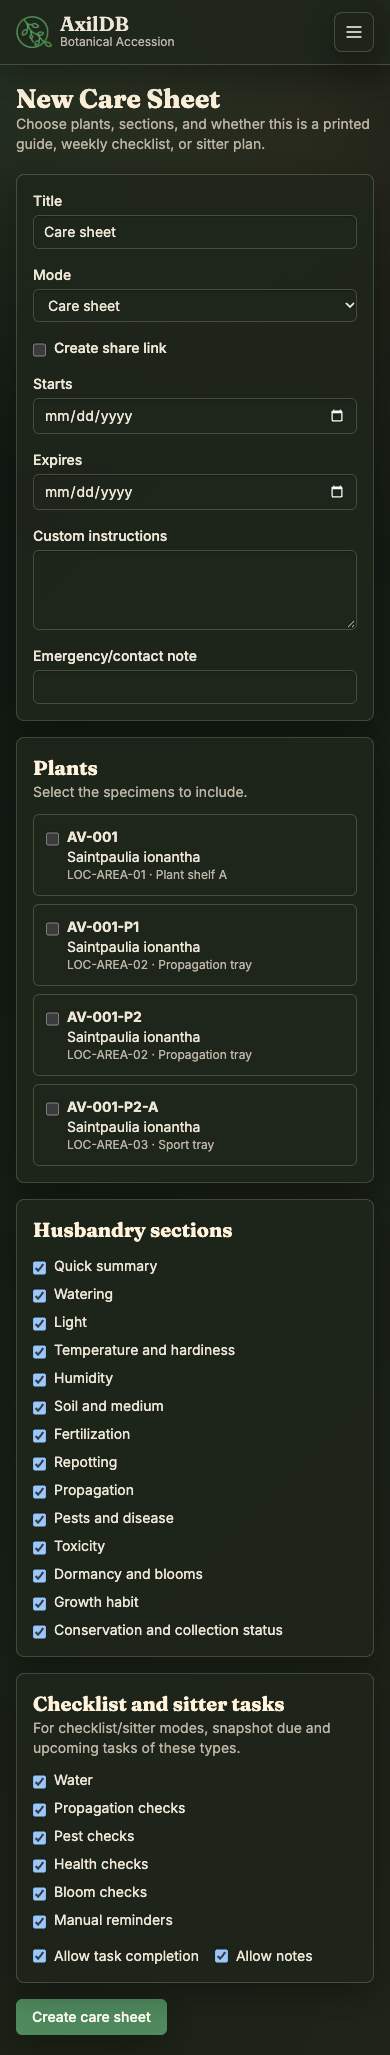 AxilDB
Botanical Accession
New Care Sheet
Choose plants, sections, and whether this is a printed
guide, weekly checklist, or sitter plan.
Title
Care sheet
Mode
Care sheet
Create share link
Starts
mm/dd/yyyy
Expires
mm/dd/yyyy
Custom instructions
Emergency/contact note
Plants
Select the specimens to include.
AV-001
Saintpaulia ionantha
LOC-AREA-01 · Plant shelf A
AV-001-P1
Saintpaulia ionantha
LOC-AREA-02 · Propagation tray
AV-001-P2
Saintpaulia ionantha
LOC-AREA-02 · Propagation tray
AV-001-P2-A
Saintpaulia ionantha
LOC-AREA-03 · Sport tray
Husbandry sections
Quick summary
Watering
Light
Temperature and hardiness
Humidity
Soil and medium
Fertilization
Repotting
Propagation
Pests and disease
Toxicity
Dormancy and blooms
Growth habit
Conservation and collection status
Checklist and sitter tasks
For checklist/sitter modes, snapshot due and
upcoming tasks of these types.
Water
Propagation checks
Pest checks
Health checks
Bloom checks
Manual reminders
Allow task completion Allow notes
Create care sheet